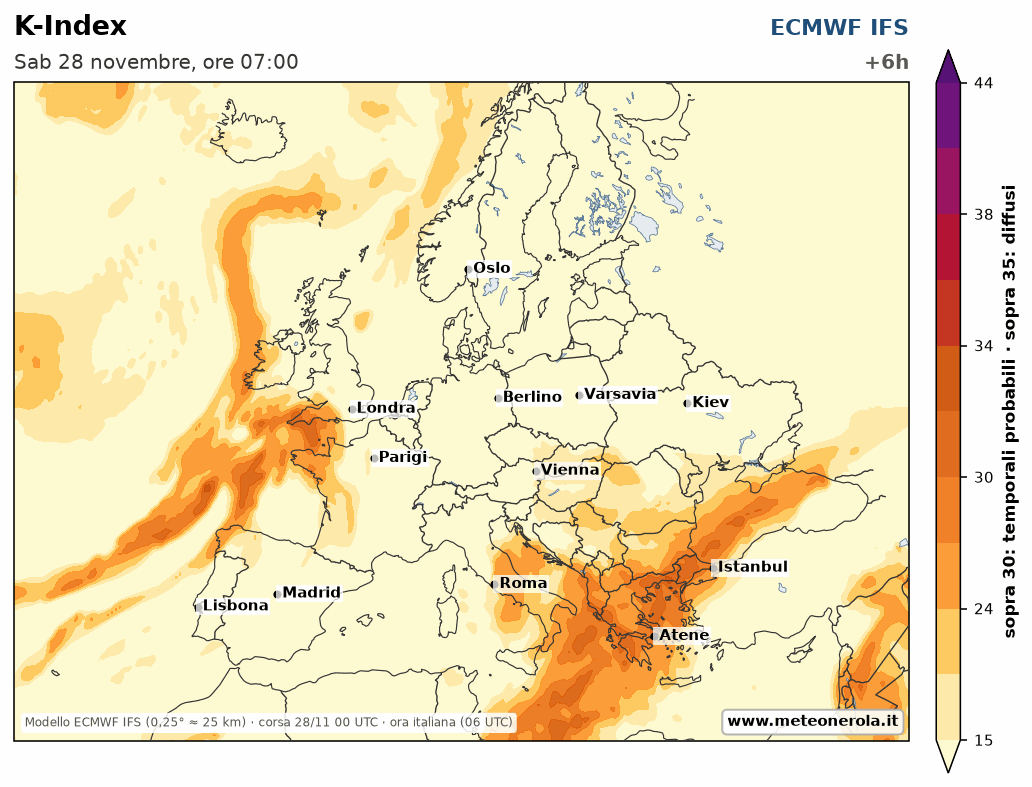 K-Index
ECMWF IFS
Sab 28 novembre, ore 07:00
+6h
44
38
34
30
24
15
sopra 30: temporali probabili · sopra 35: diffusi
Oslo
Berlino
Varsavia
Kiev
Londra
Parigi
Vienna
Istanbul
Roma
Madrid
Lisbona
Atene
Modello ECMWF IFS (0,25° ≈ 25 km) · corsa 28/11 00 UTC · ora italiana (06 UTC)
www.meteonerola.it